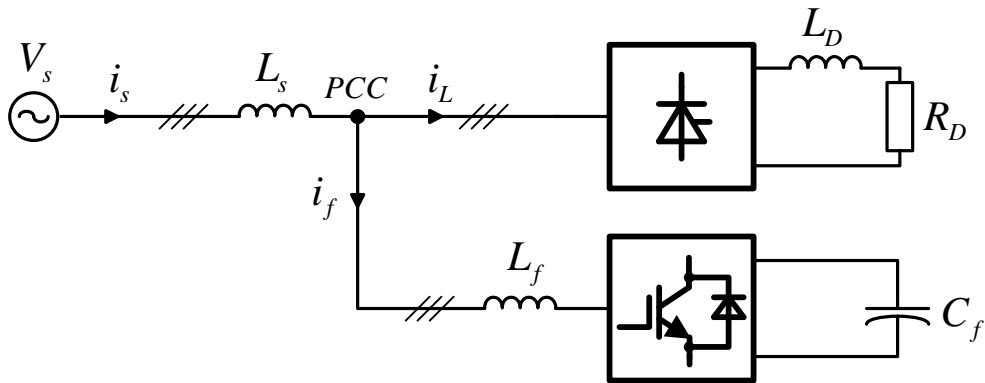 V_s
i_s
L_s
PCC
i_L
L_D
R_D
i_f
L_f
C_f